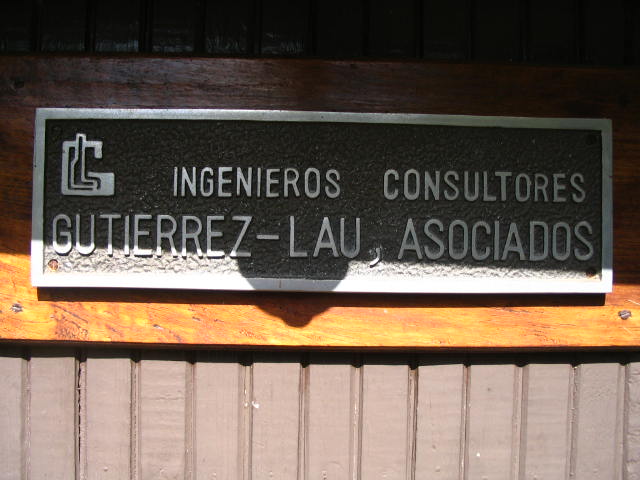 INGENIEROS CONSULTORES
GUTIERREZ-LAU, ASOCIADOS